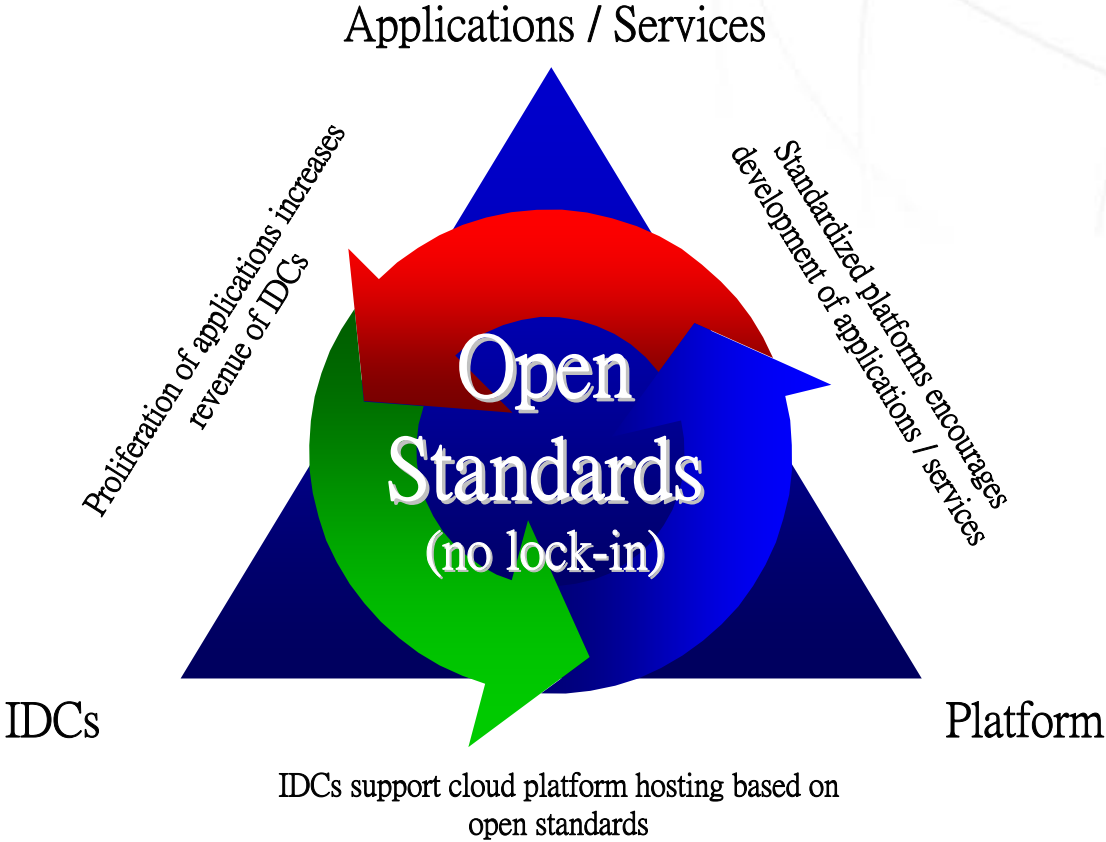 Applications / Services
Proliferation of applications increases
revenue of IDCs
Standardized platforms encourages
development of applications / services
Open
Standards
(no lock-in)
IDCs
Platform
IDCs support cloud platform hosting based on
open standards